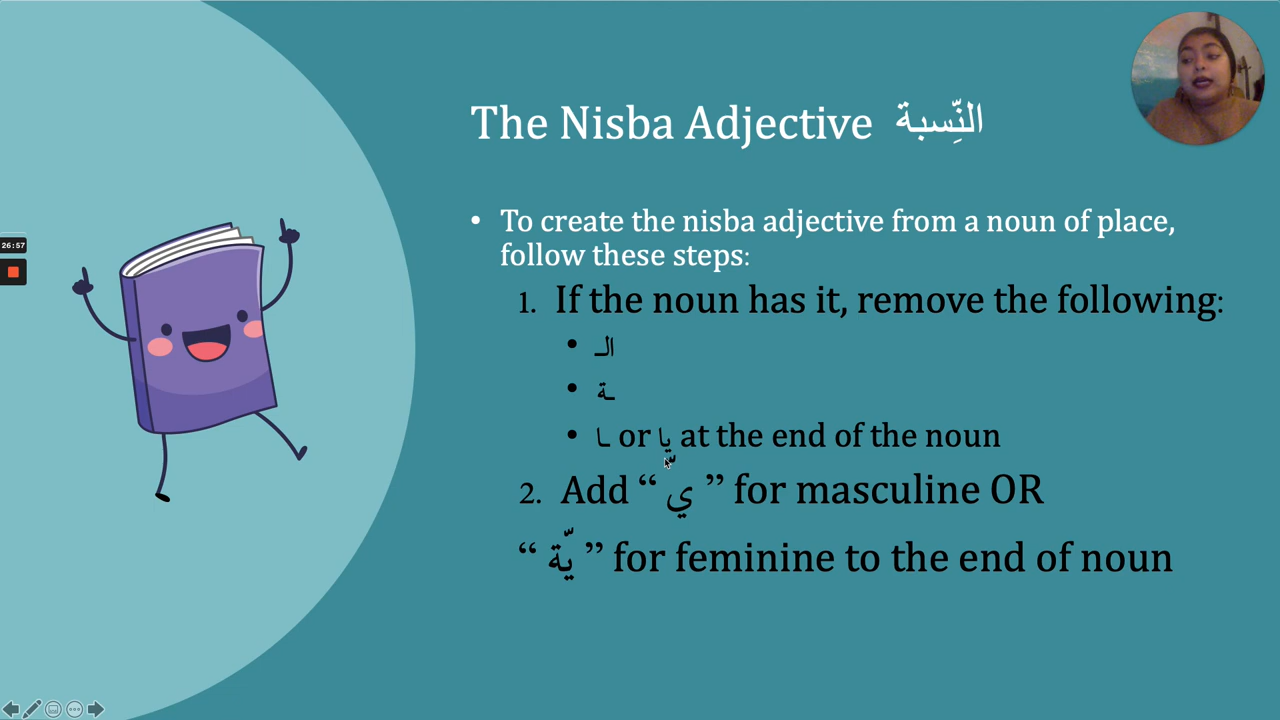 The Nisba Adjective النِّسبة
• To create the nisba adjective from a noun of place,
follow these steps:
1. If the noun has it, remove the following:
• الـ
• ـة
• ـا or يا at the end of the noun
2. Add “ يّ ” for masculine OR
“ يّة ” for feminine to the end of noun
26:57